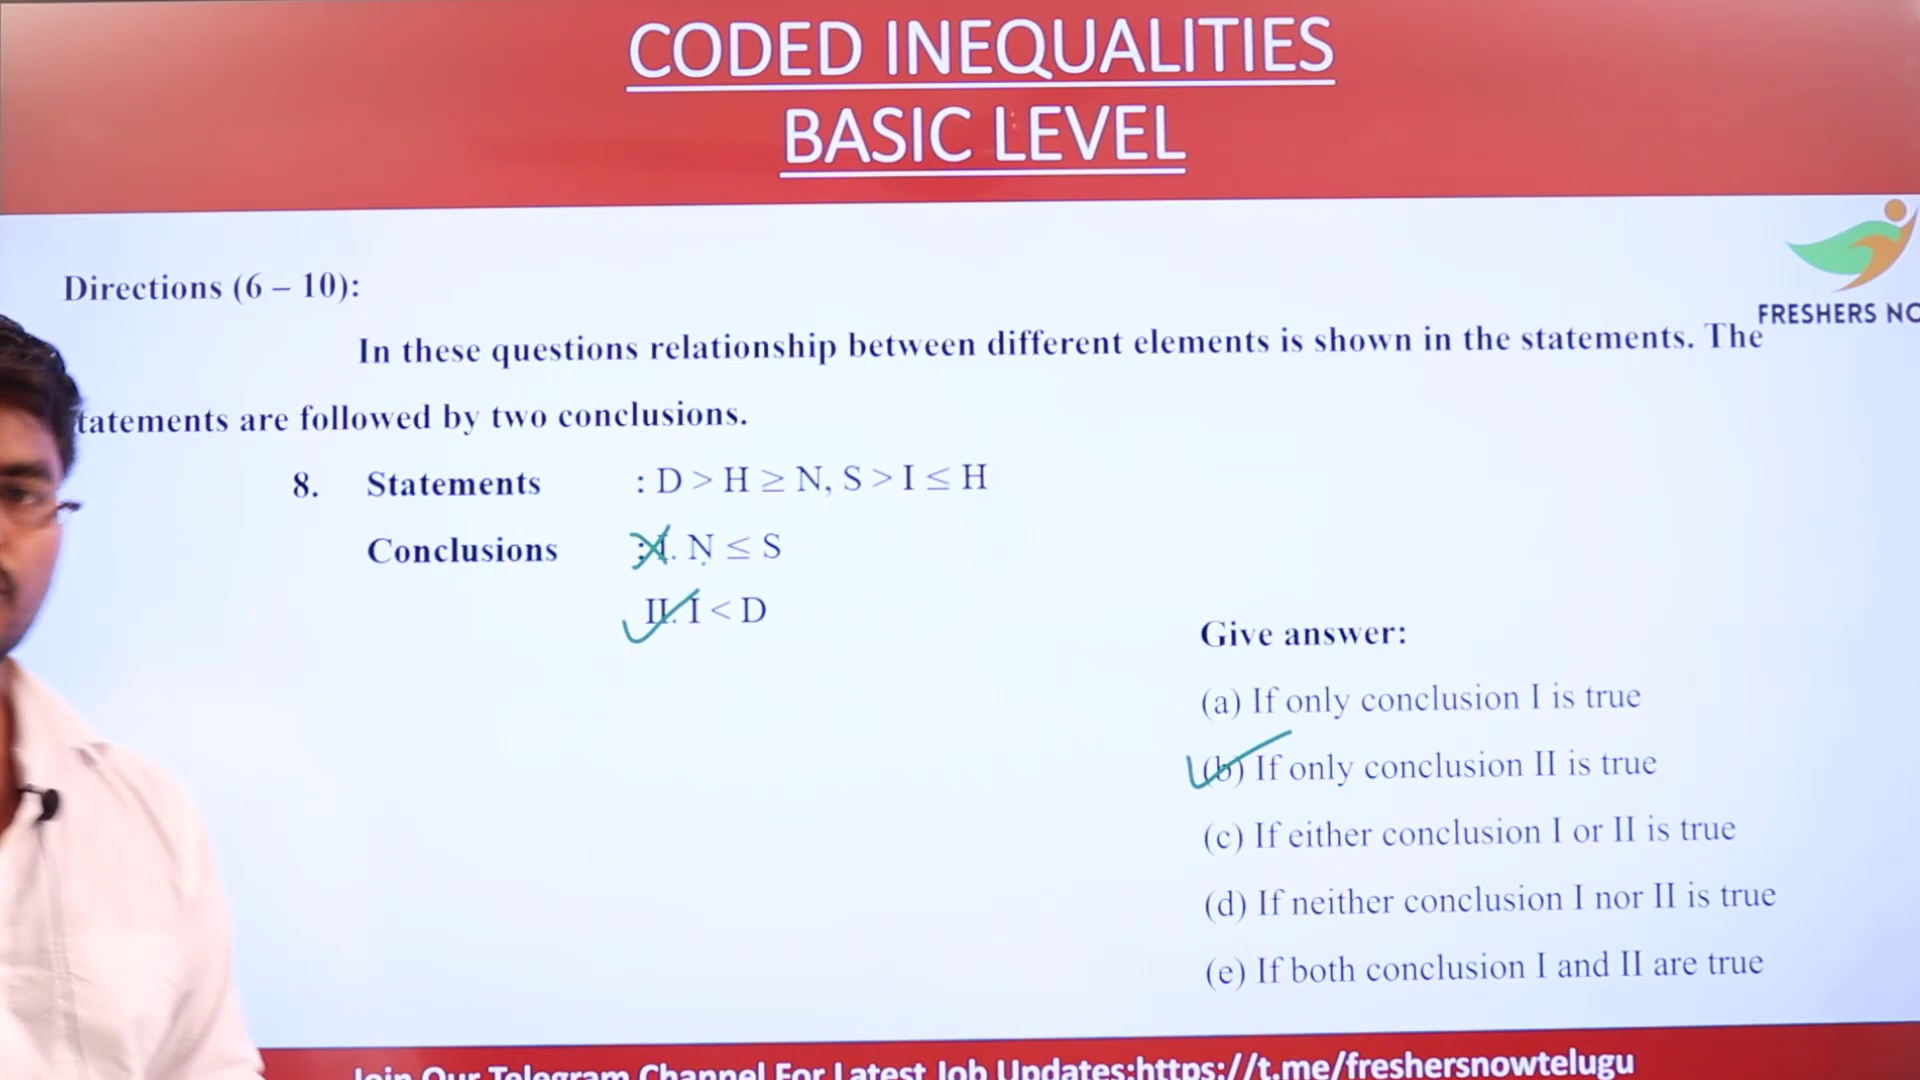 CODED INEQUALITIES
BASIC LEVEL
FRESHERS NO
Directions (6 – 10):
In these questions relationship between different elements is shown in the statements. The
tatements are followed by two conclusions.
8. Statements : D > H ≥ N, S > I ≤ H
Conclusions : I. N ≤ S
II. I < D
Give answer:
(a) If only conclusion I is true
(b) If only conclusion II is true
(c) If either conclusion I or II is true
(d) If neither conclusion I nor II is true
(e) If both conclusion I and II are true
Join Our Telegram Channel For Latest Job Updates:https://t.me/freshersnowtelugu